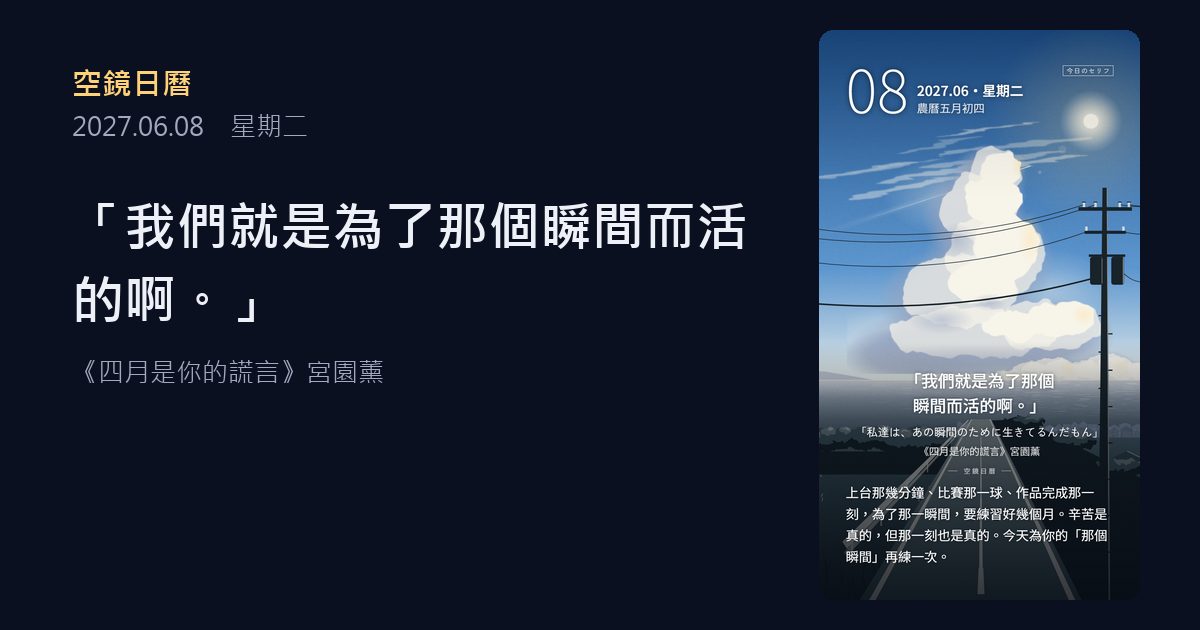 空鏡日曆
2027.06.08 星期二
「我們就是為了那個瞬間而活
的啊。」
《四月是你的謊言》宮園薰
今日のセリフ
08
2027.06・星期二
農曆五月初四
「我們就是為了那個
瞬間而活的啊。」
「私達は、あの瞬間のために生きてるんだもん」
《四月是你的謊言》宮園薰
— 空鏡日曆 —
上台那幾分鐘、比賽那一球、作品完成那一
刻，為了那一瞬間，要練習好幾個月。辛苦是
真的，但那一刻也是真的。今天為你的「那個
瞬間」再練一次。